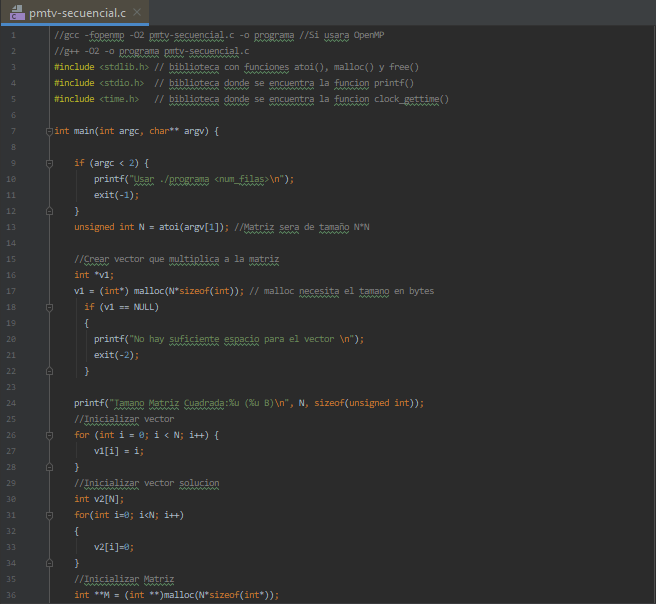 pmtv-secuencial.c
1 //gcc -fopenmp -O2 pmtv-secuencial.c -o programa //Si usara OpenMP
2 //g++ -O2 -o programa pmtv-secuencial.c
3 #include <stdlib.h> // biblioteca con funciones atoi(), malloc() y free()
4 #include <stdio.h>  // biblioteca donde se encuentra la funcion printf()
5 #include <time.h>   // biblioteca donde se encuentra la funcion clock_gettime()
6
7 int main(int argc, char** argv) {
8
9     if (argc < 2) {
10         printf("Usar ./programa <num_filas>\n");
11         exit(-1);
12     }
13     unsigned int N = atoi(argv[1]); //Matriz sera de tamaño N*N
14
15     //Crear vector que multiplica a la matriz
16     int *v1;
17     v1 = (int*) malloc(N*sizeof(int)); // malloc necesita el tamano en bytes
18       if (v1 == NULL)
19       {
20         printf("No hay suficiente espacio para el vector \n");
21         exit(-2);
22       }
23
24     printf("Tamano Matriz Cuadrada:%u (%u B)\n", N, sizeof(unsigned int));
25     //Inicializar vector
26     for (int i = 0; i < N; i++) {
27         v1[i] = i;
28     }
29     //Inicializar vector solucion
30     int v2[N];
31     for(int i=0; i<N; i++)
32     {
33         v2[i]=0;
34     }
35     //Inicializar Matriz
36     int **M = (int **)malloc(N*sizeof(int*));